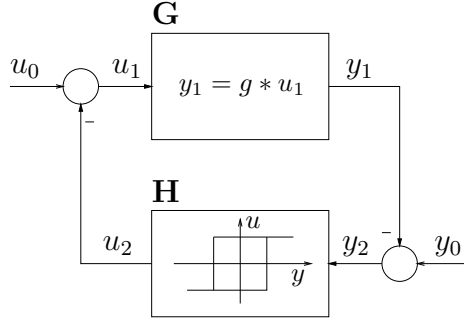 G
u₀
u₁
y₁ = g ∗ u₁
y₁
−
−
H
u
y
u₂
y₂
y₀